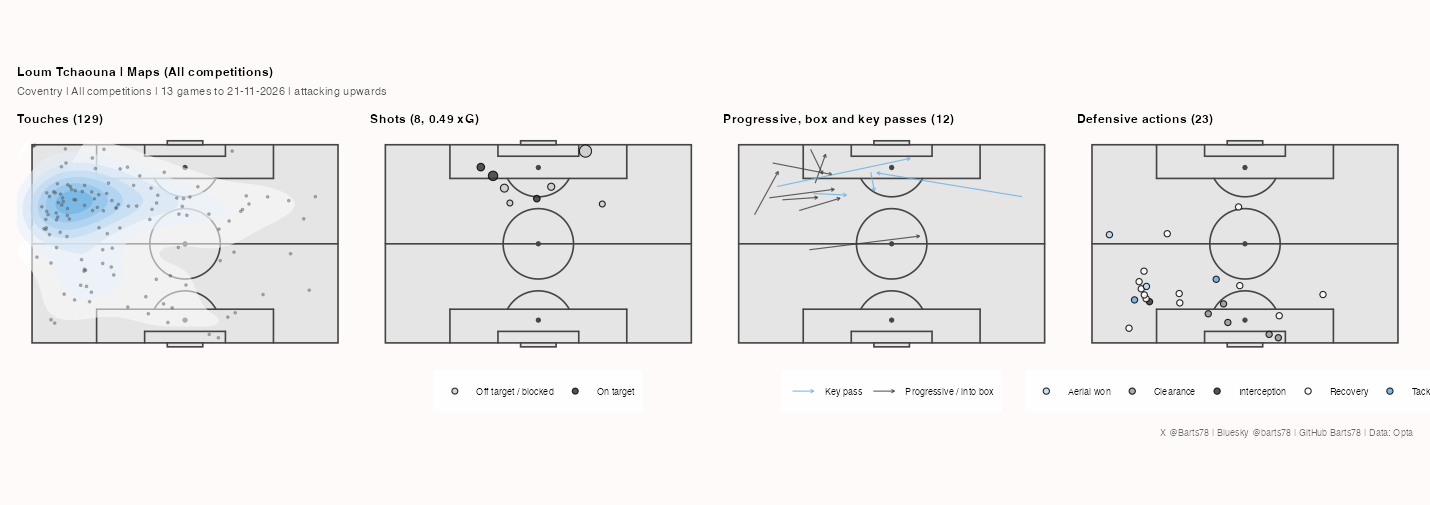 Loum Tchaouna | Maps (All competitions)
Coventry | All competitions | 13 games to 21-11-2026 | attacking upwards
Touches (129)
Shots (8, 0.49 xG)
Progressive, box and key passes (12)
Defensive actions (23)
Off target / blocked
On target
Key pass
Progressive / into box
Aerial won
Clearance
Interception
Recovery
Tack
X @Barts78 | Bluesky @barts78 | GitHub Barts78 | Data: Opta